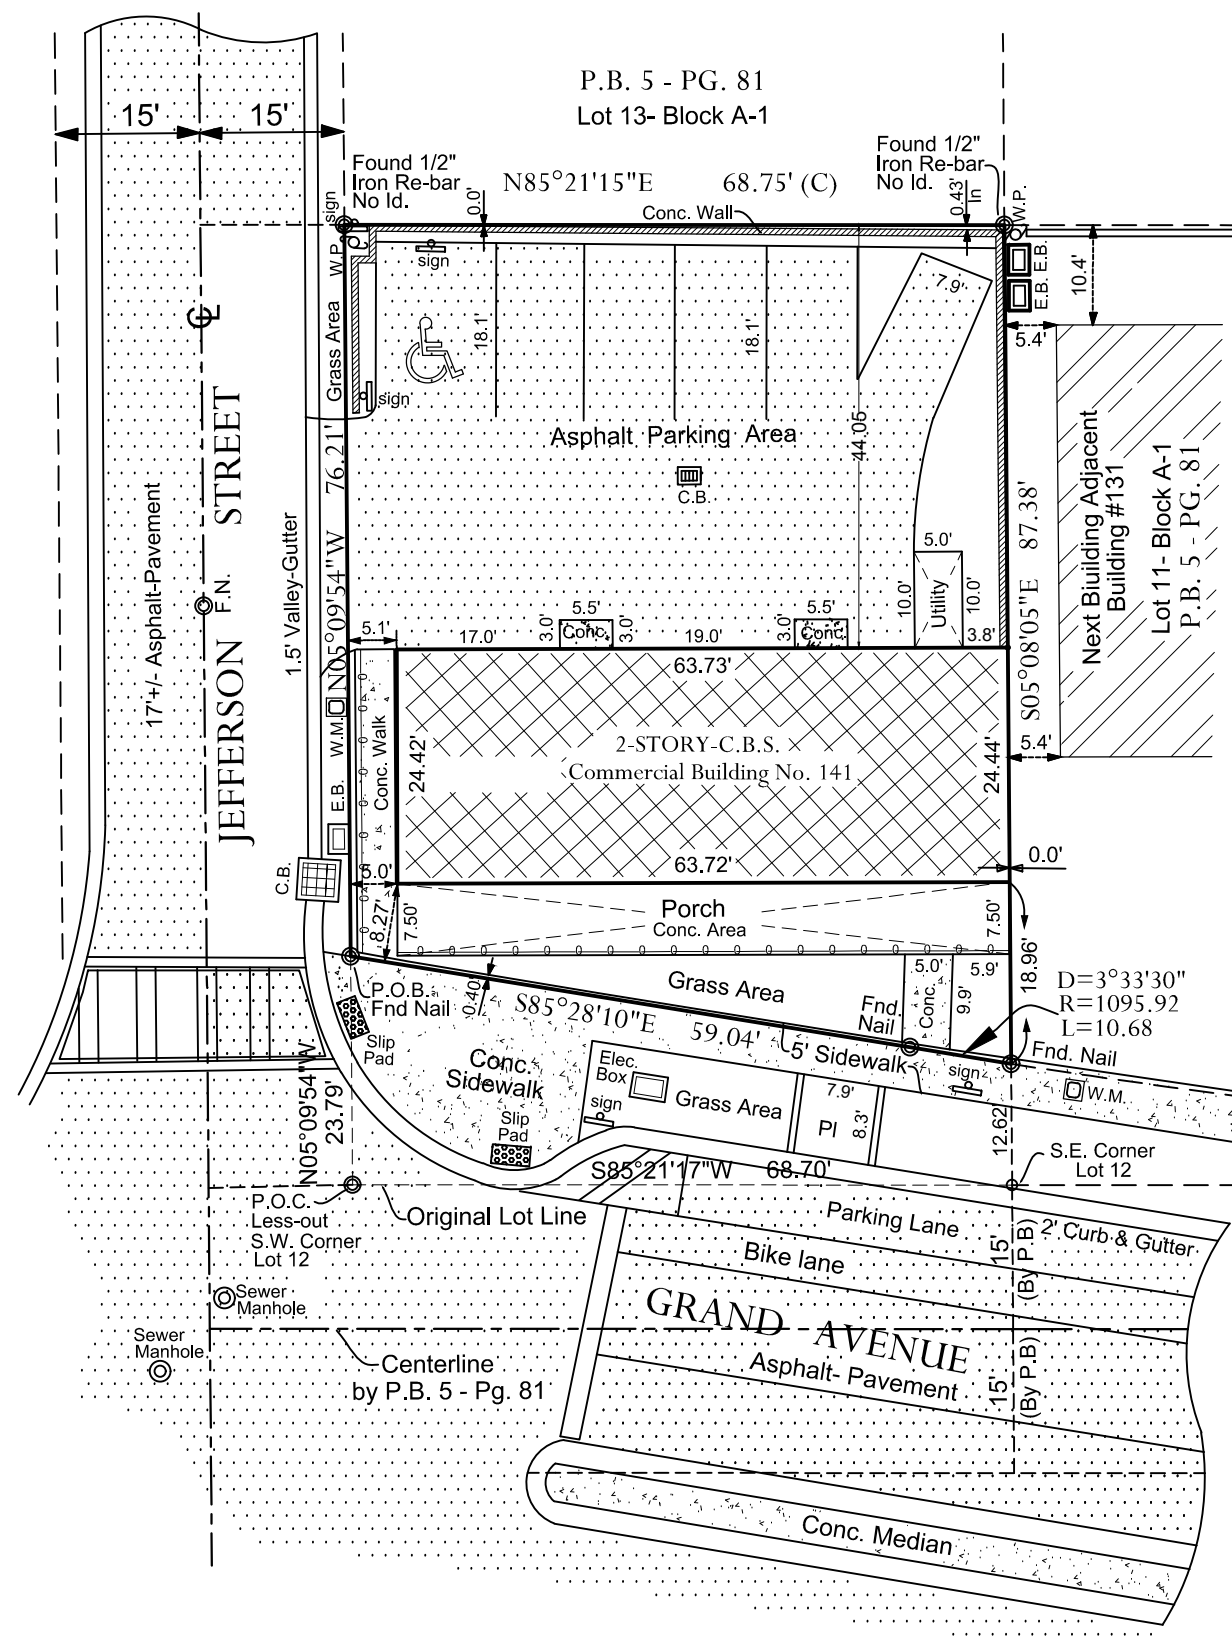 P.B. 5 - PG. 81
Lot 13- Block A-1
15'
15'
Found 1/2"
Iron Re-bar
No Id.
N85°21'15"E
68.75' (C)
Found 1/2"
Iron Re-bar
No Id.
0.0'
Conc. Wall
0.43'
In
W.P.
sign
W.P.
sign
E.B.
E.B.
10.4'
5.4'
7.9'
Grass Area
18.1'
18.1'
sign
44.05
Asphalt Parking Area
C.B.
JEFFERSON STREET
17'+/- Asphalt-Pavement
F.N.
1.5' Valley-Gutter
N05°09'54"W 76.21'
S05°08'05"E 87.38'
Next Biuilding Adjacent
Building #131
Lot 11- Block A-1
P.B. 5 - PG. 81
5.0'
10.0'
Utility
10.0'
3.8'
5.1'
17.0'
3.0'
5.5'
Conc.
3.0'
19.0'
3.0'
5.5'
Conc.
63.73'
2-STORY-C.B.S.
Commercial Building No. 141
24.42'
24.44'
5.4'
W.M.
E.B.
Conc. Walk
C.B.
63.72'
0.0'
5.0'
8.27'
7.50'
Porch
Conc. Area
7.50'
18.96'
P.O.B.
Fnd Nail
0.40'
Grass Area
5.0'
5.9'
Conc.
9.9'
D=3°33'30"
R=1095.92
L=10.68
S85°28'10"E 59.04'
Fnd.
Nail
Fnd. Nail
5' Sidewalk
sign
W.M.
Slip
Pad
Conc.
Sidewalk
Elec.
Box
Grass Area
sign
7.9'
Pl
8.3'
Slip
Pad
N05°09'54"W
23.79'
12.62
S.E. Corner
Lot 12
S85°21'17"W 68.70'
P.O.C.
Less-out
S.W. Corner
Lot 12
Original Lot Line
Parking Lane
2' Curb & Gutter
Bike lane
15'
(By P.B)
Sewer
Manhole
Sewer
Manhole
GRAND AVENUE
Asphalt- Pavement
Centerline
by P.B. 5 - Pg. 81
15'
(By P.B)
Conc. Median